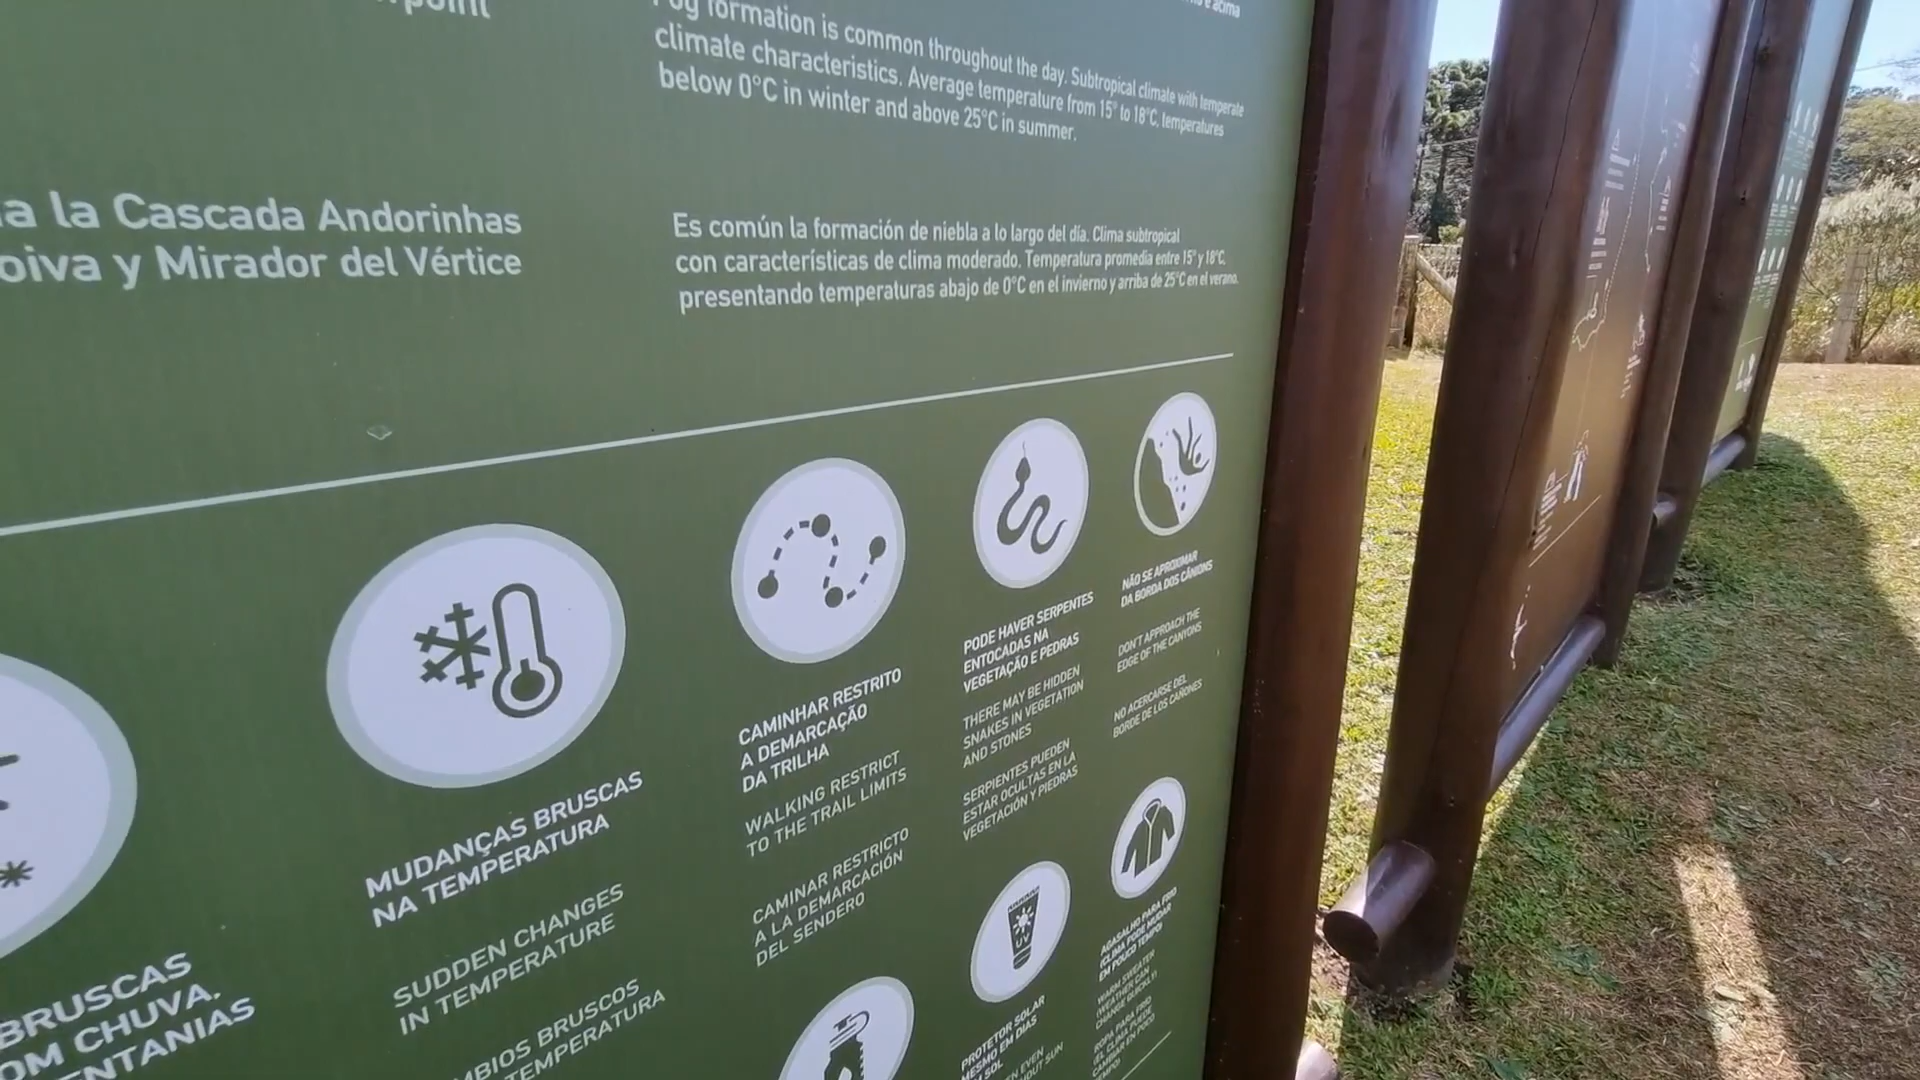 point
e acima
Fog formation is common throughout the day. Subtropical climate with temperate
climate characteristics. Average temperature from 15° to 18°C, temperatures
below 0°C in winter and above 25°C in summer.
a la Cascada Andorinhas
oiva y Mirador del Vértice
Es común la formación de niebla a lo largo del día. Clima subtropical
con características de clima moderado. Temperatura promedia entre 15° y 18°C,
presentando temperaturas abajo de 0°C en el invierno y arriba de 25°C en el verano.
BRUSCAS
OM CHUVA,
ENTANIAS
MUDANÇAS BRUSCAS
NA TEMPERATURA
SUDDEN CHANGES
IN TEMPERATURE
MBIOS BRUSCOS
TEMPERATURA
CAMINHAR RESTRITO
A DEMARCAÇÃO
DA TRILHA
WALKING RESTRICT
TO THE TRAIL LIMITS
CAMINAR RESTRICTO
A LA DEMARCACIÓN
DEL SENDERO
PODE HAVER SERPENTES
ENTOCADAS NA
VEGETAÇÃO E PEDRAS
THERE MAY BE HIDDEN
SNAKES IN VEGETATION
AND STONES
SERPIENTES PUEDEN
ESTAR OCULTAS EN LA
VEGETACIÓN Y PIEDRAS
NÃO SE APROXIMAR
DA BORDA DOS CÂNIONS
DON'T APPROACH THE
EDGE OF THE CANYONS
NO ACERCARSE DEL
BORDE DE LOS CAÑONES
UV
PROTETOR SOLAR
MESMO EM DIAS
SOL
EVEN
OUT SUN
AGASALHO PARA FRIO
(CLIMA PODE MUDAR
EM POUCO TEMPO)
WARM SWEATER
(WEATHER CAN
CHANGE QUICKLY)
ROPA PARA FRIO
(EL CLIMA PUEDE
CAMBIAR EN POCO
TEMPO)